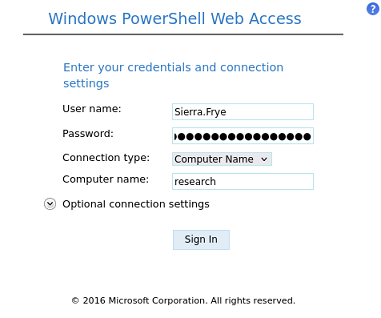 Windows PowerShell Web Access
?
Enter your credentials and connection
settings
User name:
Sierra.Frye
Password:
Connection type:
Computer Name
Computer name:
research
Optional connection settings
Sign In
© 2016 Microsoft Corporation. All rights reserved.